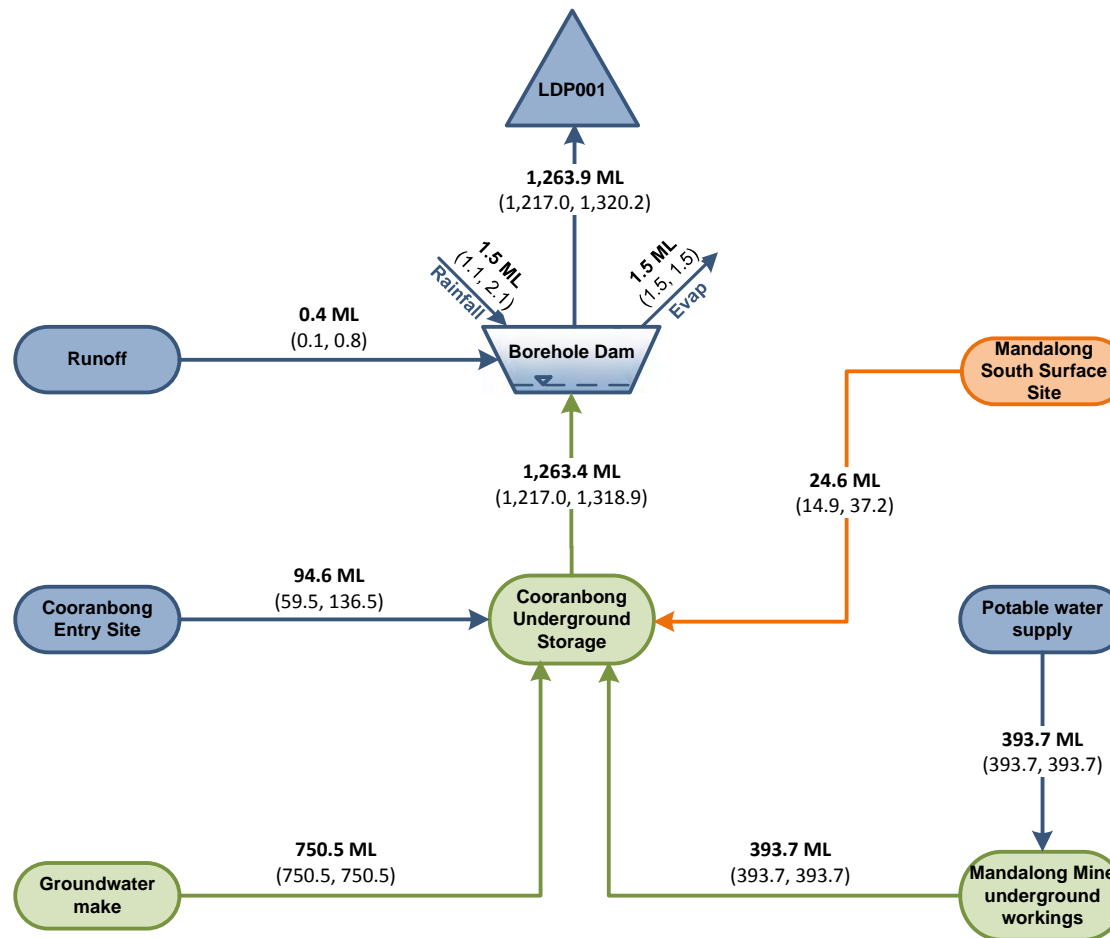 LDP001
1,263.9 ML
(1,217.0, 1,320.2)
1.5 ML
(1.1, 2.1)
Rainfall
1.5 ML
(1.5, 1.5)
Evap
0.4 ML
(0.1, 0.8)
Runoff
Borehole Dam
Mandalong
South Surface
Site
1,263.4 ML
(1,217.0, 1,318.9)
24.6 ML
(14.9, 37.2)
94.6 ML
(59.5, 136.5)
Cooranbong
Entry Site
Cooranbong
Underground
Storage
Potable water
supply
393.7 ML
(393.7, 393.7)
750.5 ML
(750.5, 750.5)
393.7 ML
(393.7, 393.7)
Groundwater
make
Mandalong Mine
underground
workings